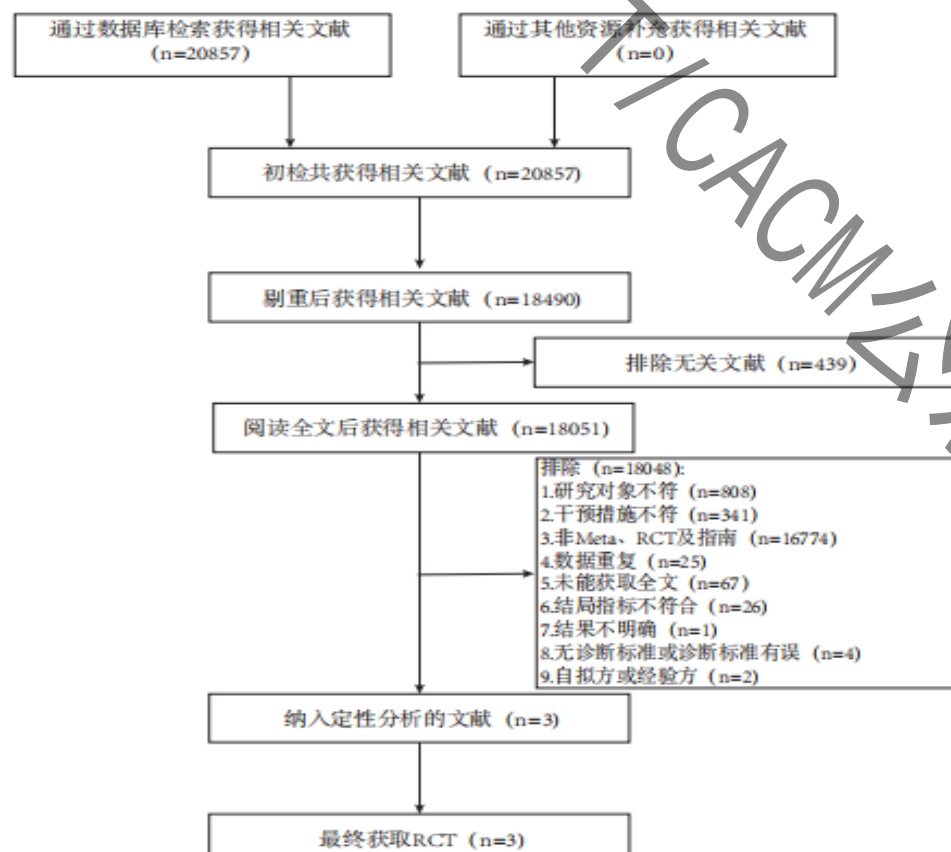 通过数据库检索获得相关文献
(n=20857)
通过其他资源补充获得相关文献
(n=0)
初检共获得相关文献 (n=20857)
剔重后获得相关文献 (n=18490)
排除无关文献 (n=439)
阅读全文后获得相关文献 (n=18051)
排除 (n=18048):
1.研究对象不符 (n=808)
2.干预措施不符 (n=341)
3.非Meta、RCT及指南 (n=16774)
4.数据重复 (n=25)
5.未能获取全文 (n=67)
6.结局指标不符合 (n=26)
7.结果不明确 (n=1)
8.无诊断标准或诊断标准有误 (n=4)
9.自拟方或经验方 (n=2)
纳入定性分析的文献 (n=3)
最终获取RCT (n=3)
T/CACM公